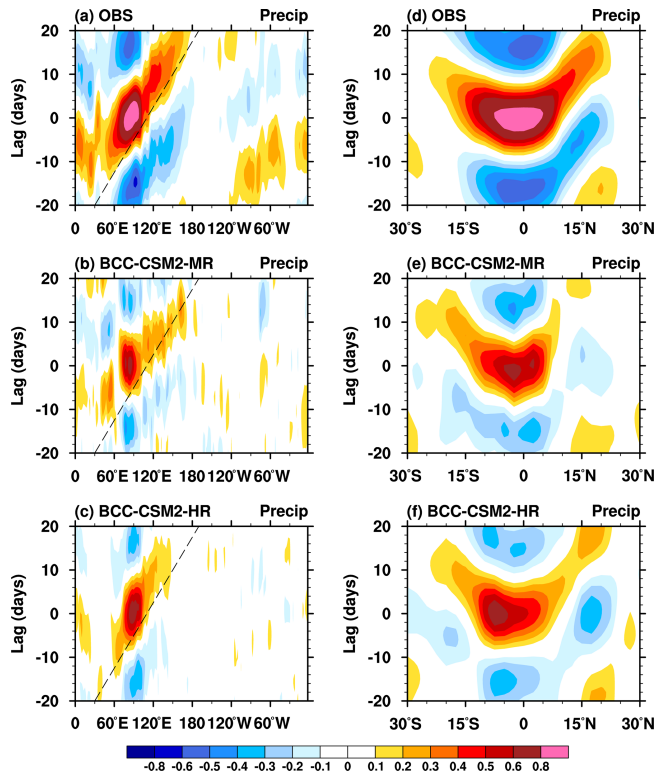 (a) OBS Precip
(d) OBS Precip
Lag (days)
20
10
0
-10
-20
0 60°E 120°E 180 120°W 60°W
Lag (days)
20
10
0
-10
-20
30°S 15°S 0 15°N 30°N
(b) BCC-CSM2-MR Precip
(e) BCC-CSM2-MR Precip
Lag (days)
20
10
0
-10
-20
0 60°E 120°E 180 120°W 60°W
Lag (days)
20
10
0
-10
-20
30°S 15°S 0 15°N 30°N
(c) BCC-CSM2-HR Precip
(f) BCC-CSM2-HR Precip
Lag (days)
20
10
0
-10
-20
0 60°E 120°E 180 120°W 60°W
Lag (days)
20
10
0
-10
-20
30°S 15°S 0 15°N 30°N
-0.8 -0.6 -0.4 -0.3 -0.2 -0.1 0 0.1 0.2 0.3 0.4 0.5 0.6 0.8